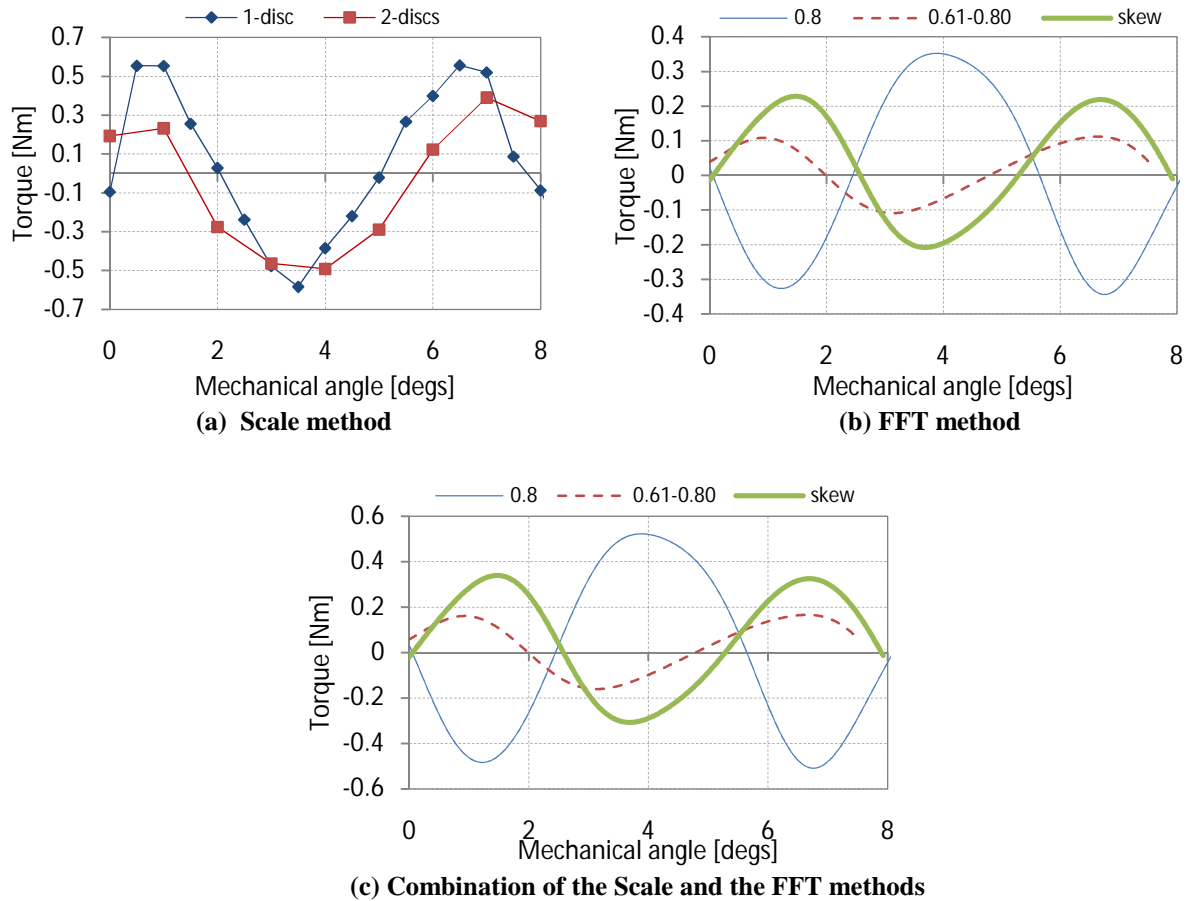 1-disc 2-discs
0.7
0.5
0.3
0.1
-0.1
-0.3
-0.5
-0.7
Torque [Nm]
0 2 4 6 8
Mechanical angle [degs]
(a) Scale method
0.8 0.61-0.80 skew
0.4
0.3
0.2
0.1
0
-0.1
-0.2
-0.3
-0.4
Torque [Nm]
0 2 4 6 8
Mechanical angle [degs]
(b) FFT method
0.8 0.61-0.80 skew
0.6
0.4
0.2
0
-0.2
-0.4
-0.6
Torque [Nm]
0 2 4 6 8
Mechanical angle [degs]
(c) Combination of the Scale and the FFT methods